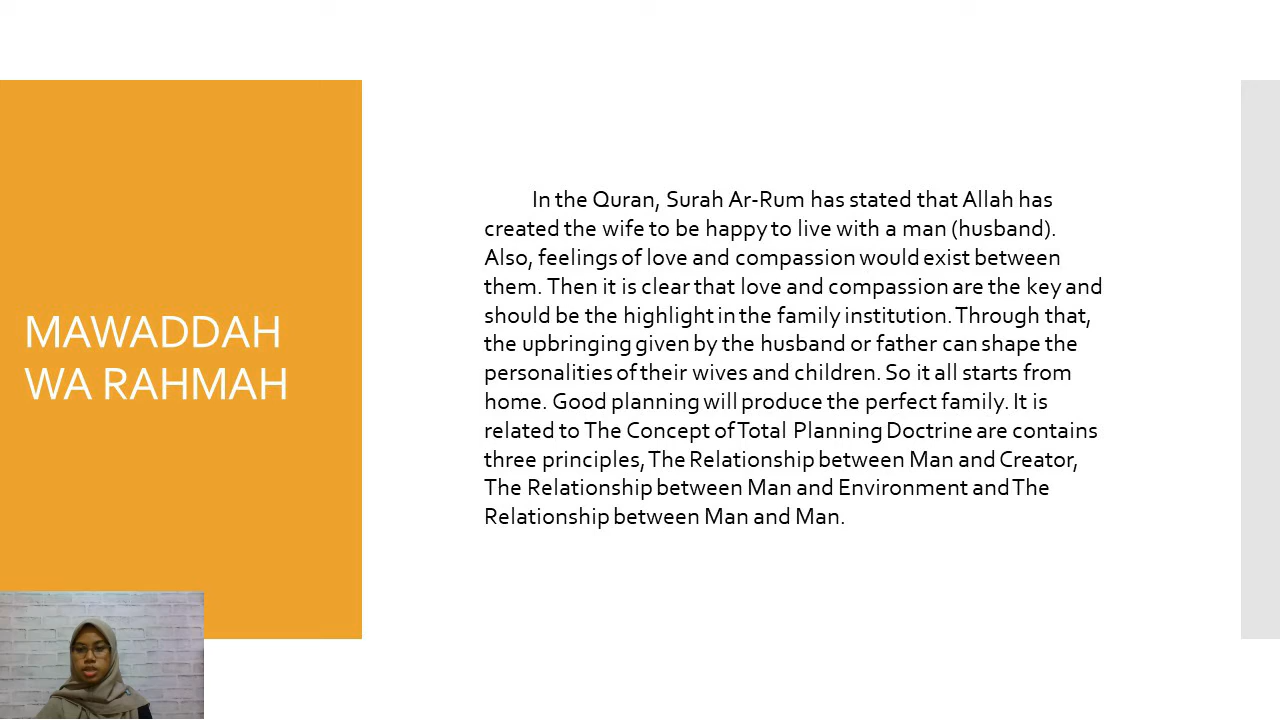 MAWADDAH
WA RAHMAH
In the Quran, Surah Ar-Rum has stated that Allah has
created the wife to be happy to live with a man (husband).
Also, feelings of love and compassion would exist between
them. Then it is clear that love and compassion are the key and
should be the highlight in the family institution. Through that,
the upbringing given by the husband or father can shape the
personalities of their wives and children. So it all starts from
home. Good planning will produce the perfect family. It is
related to The Concept of Total Planning Doctrine are contains
three principles, The Relationship between Man and Creator,
The Relationship between Man and Environment and The
Relationship between Man and Man.